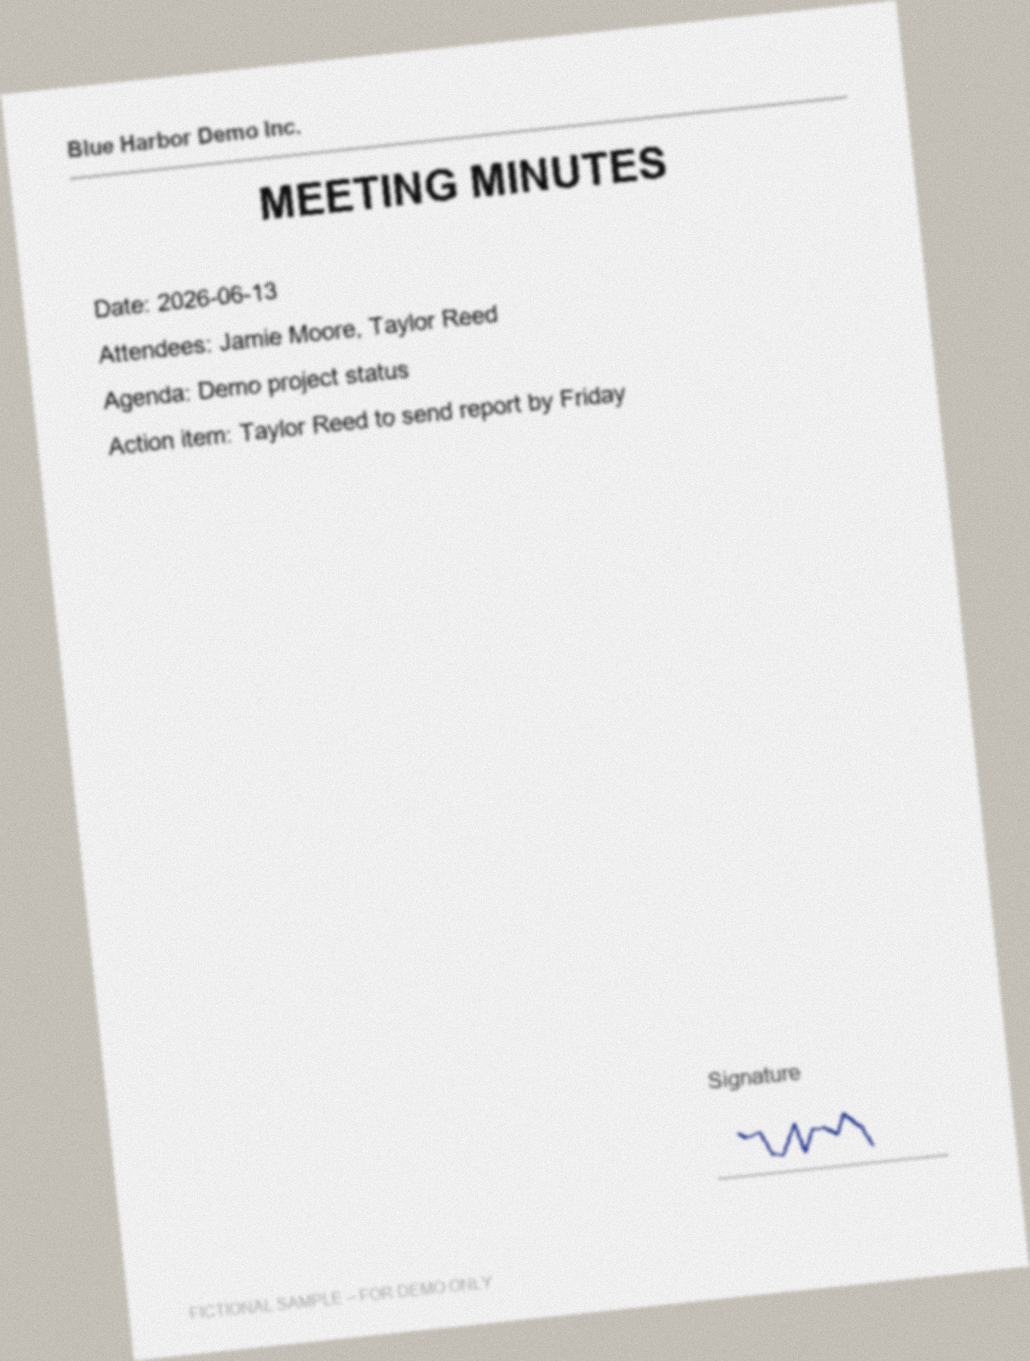 Blue Harbor Demo Inc.
MEETING MINUTES
Date: 2026-06-13
Attendees: Jamie Moore, Taylor Reed
Agenda: Demo project status
Action item: Taylor Reed to send report by Friday
Signature
FICTIONAL SAMPLE – FOR DEMO ONLY